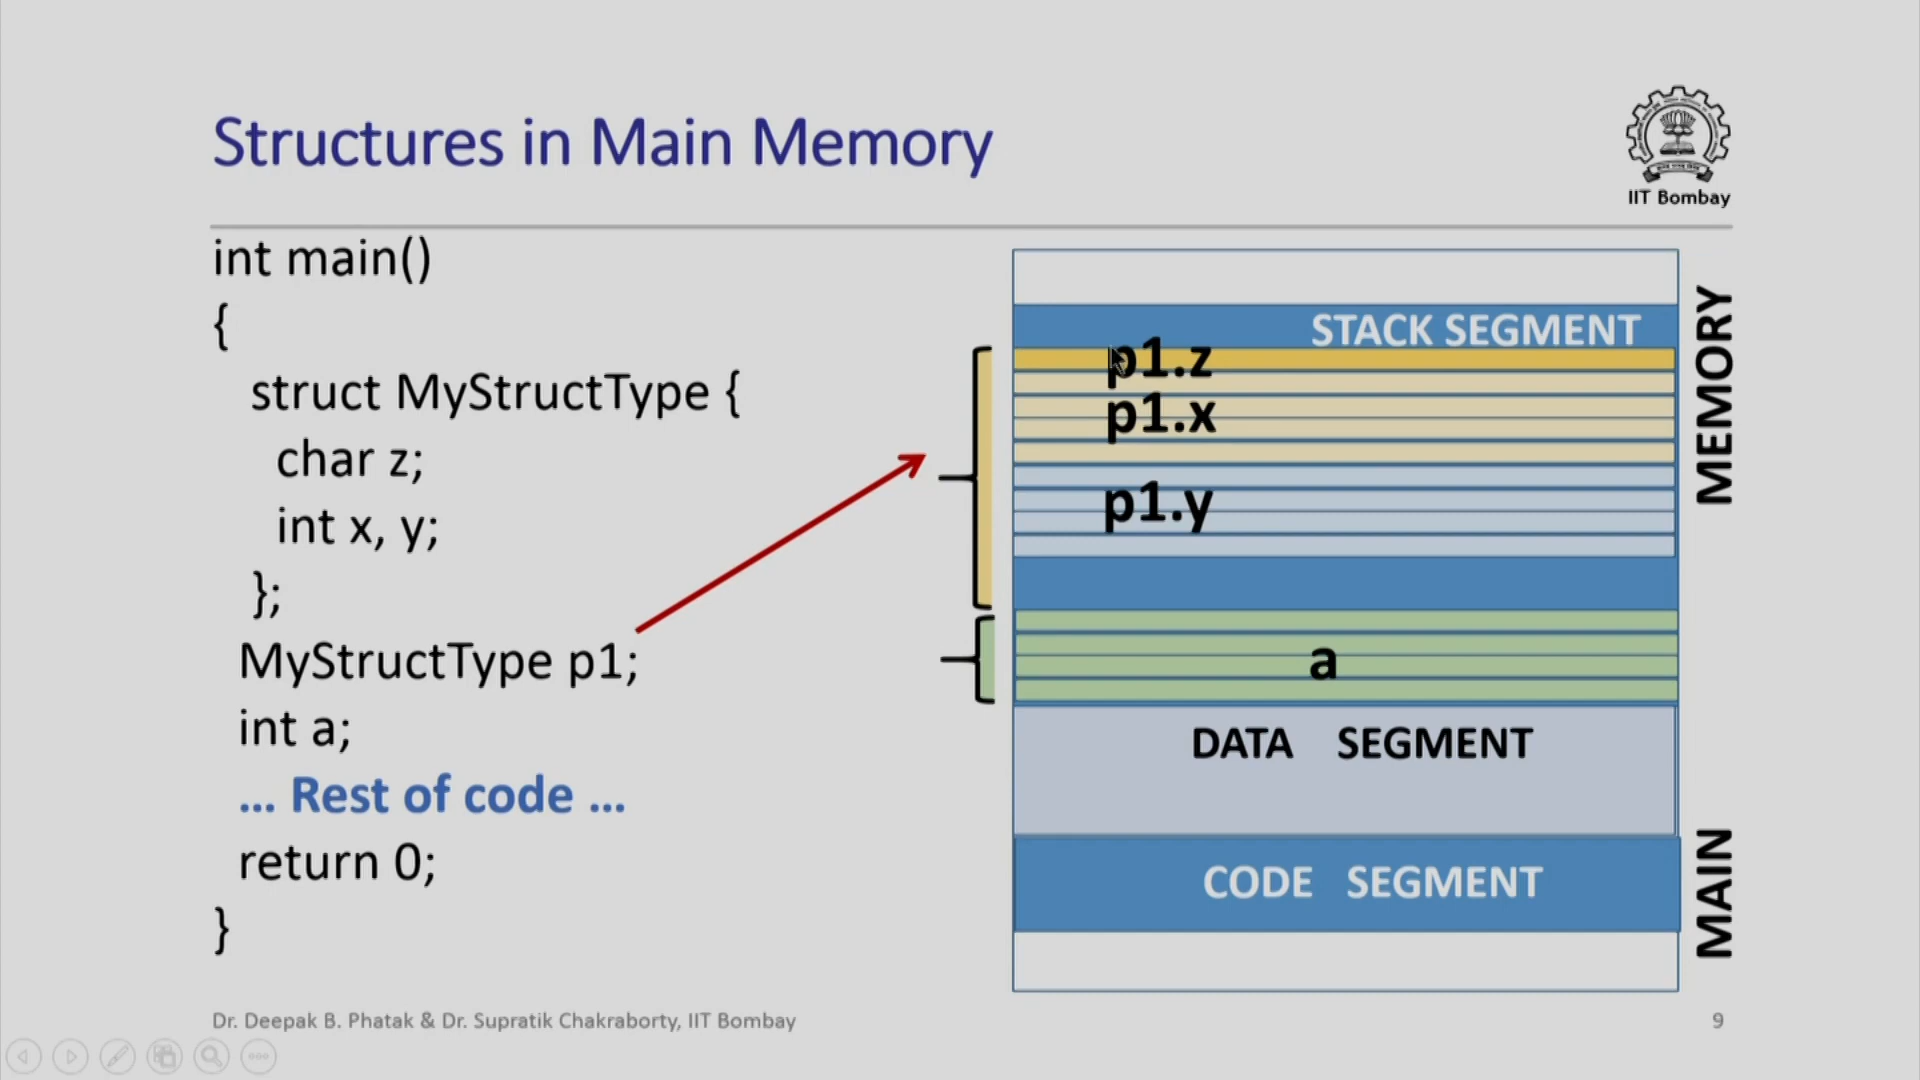 Structures in Main Memory
IIT Bombay
int main()
{
struct MyStructType {
char z;
int x, y;
};
MyStructType p1;
int a;
... Rest of code ...
return 0;
}
STACK SEGMENT
p1.z
p1.x
p1.y
a
DATA SEGMENT
CODE SEGMENT
MAIN MEMORY
Dr. Deepak B. Phatak & Dr. Supratik Chakraborty, IIT Bombay
9